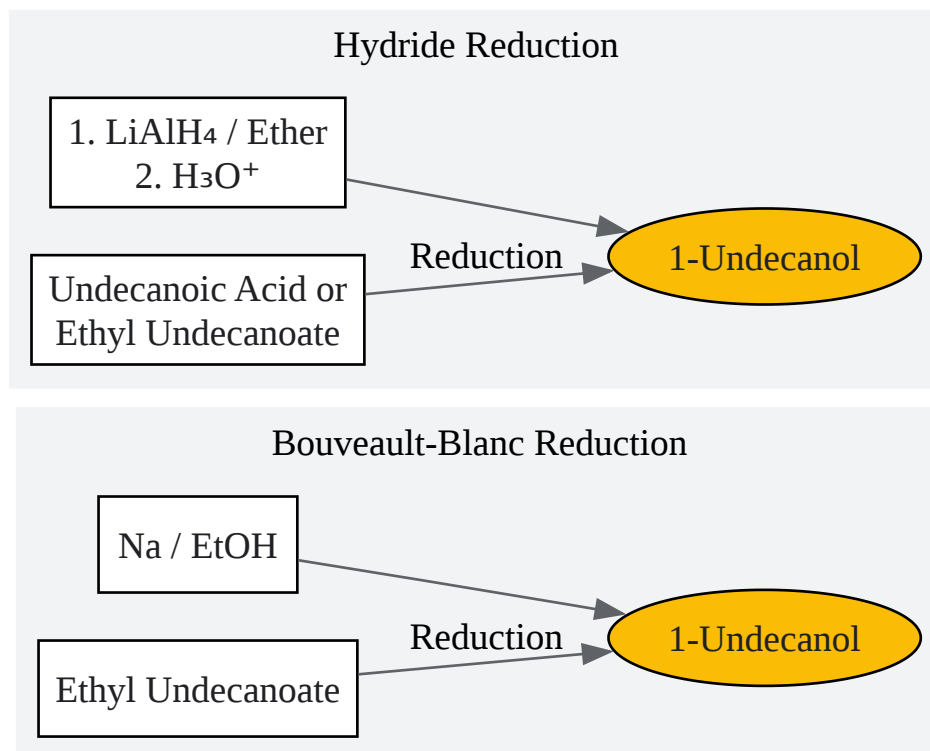 Hydride Reduction
1. LiAlH₄ / Ether
2. H₃O⁺
Reduction
1-Undecanol
Undecanoic Acid or
Ethyl Undecanoate
Bouveault-Blanc Reduction
Na / EtOH
Reduction
1-Undecanol
Ethyl Undecanoate